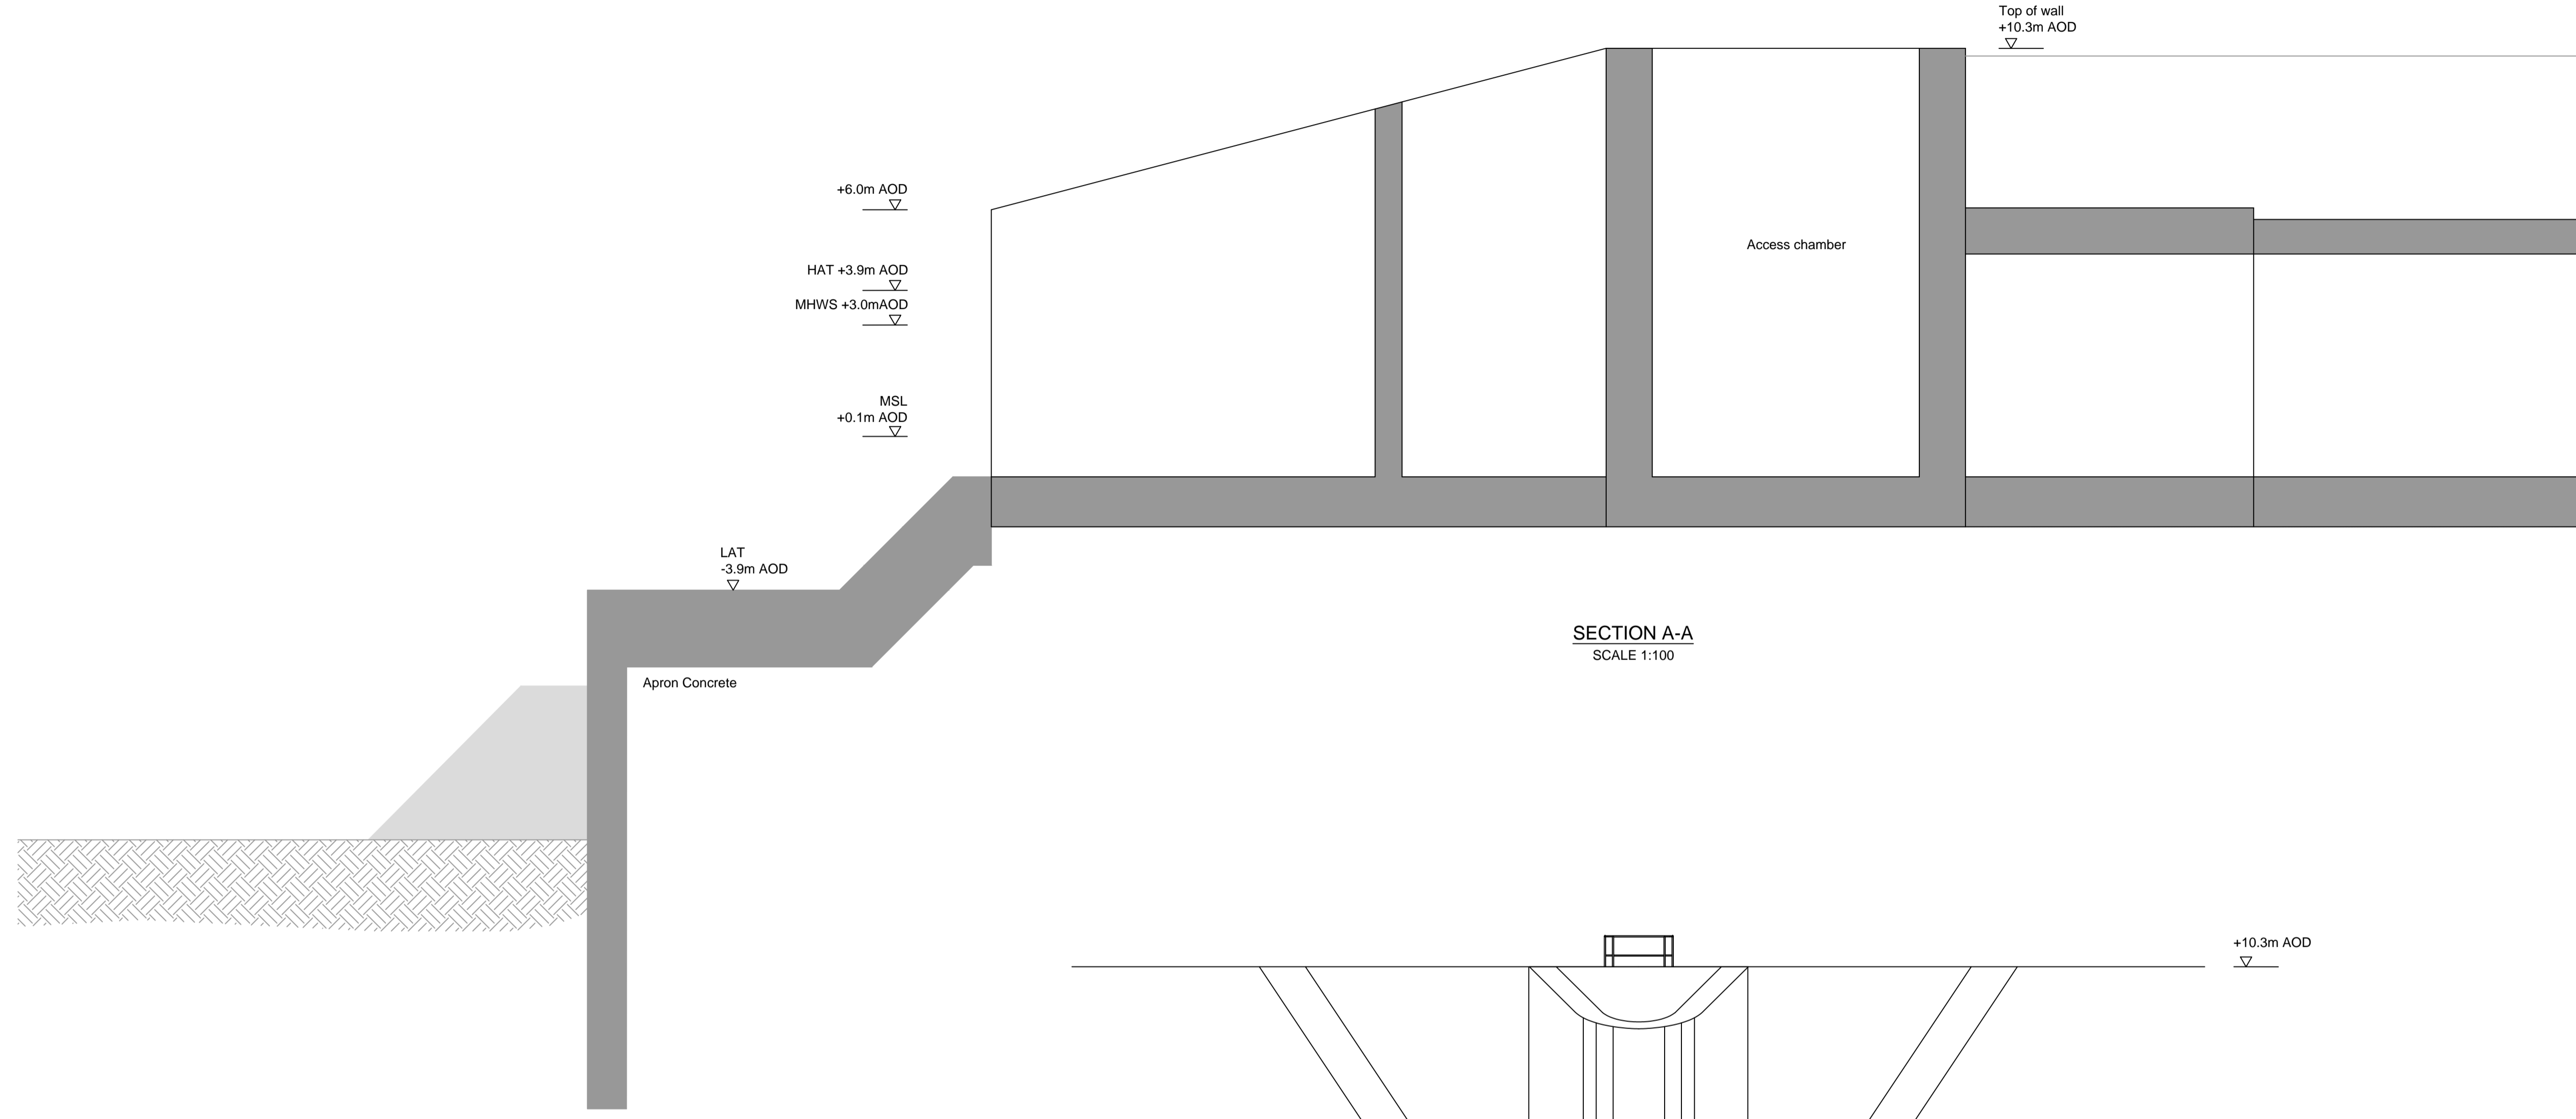 Top of wall
+10.3m AOD
+6.0m AOD
Access chamber
HAT +3.9m AOD
MHWS +3.0mAOD
MSL
+0.1m AOD
LAT
-3.9m AOD
SECTION A-A
SCALE 1:100
Apron Concrete
+10.3m AOD